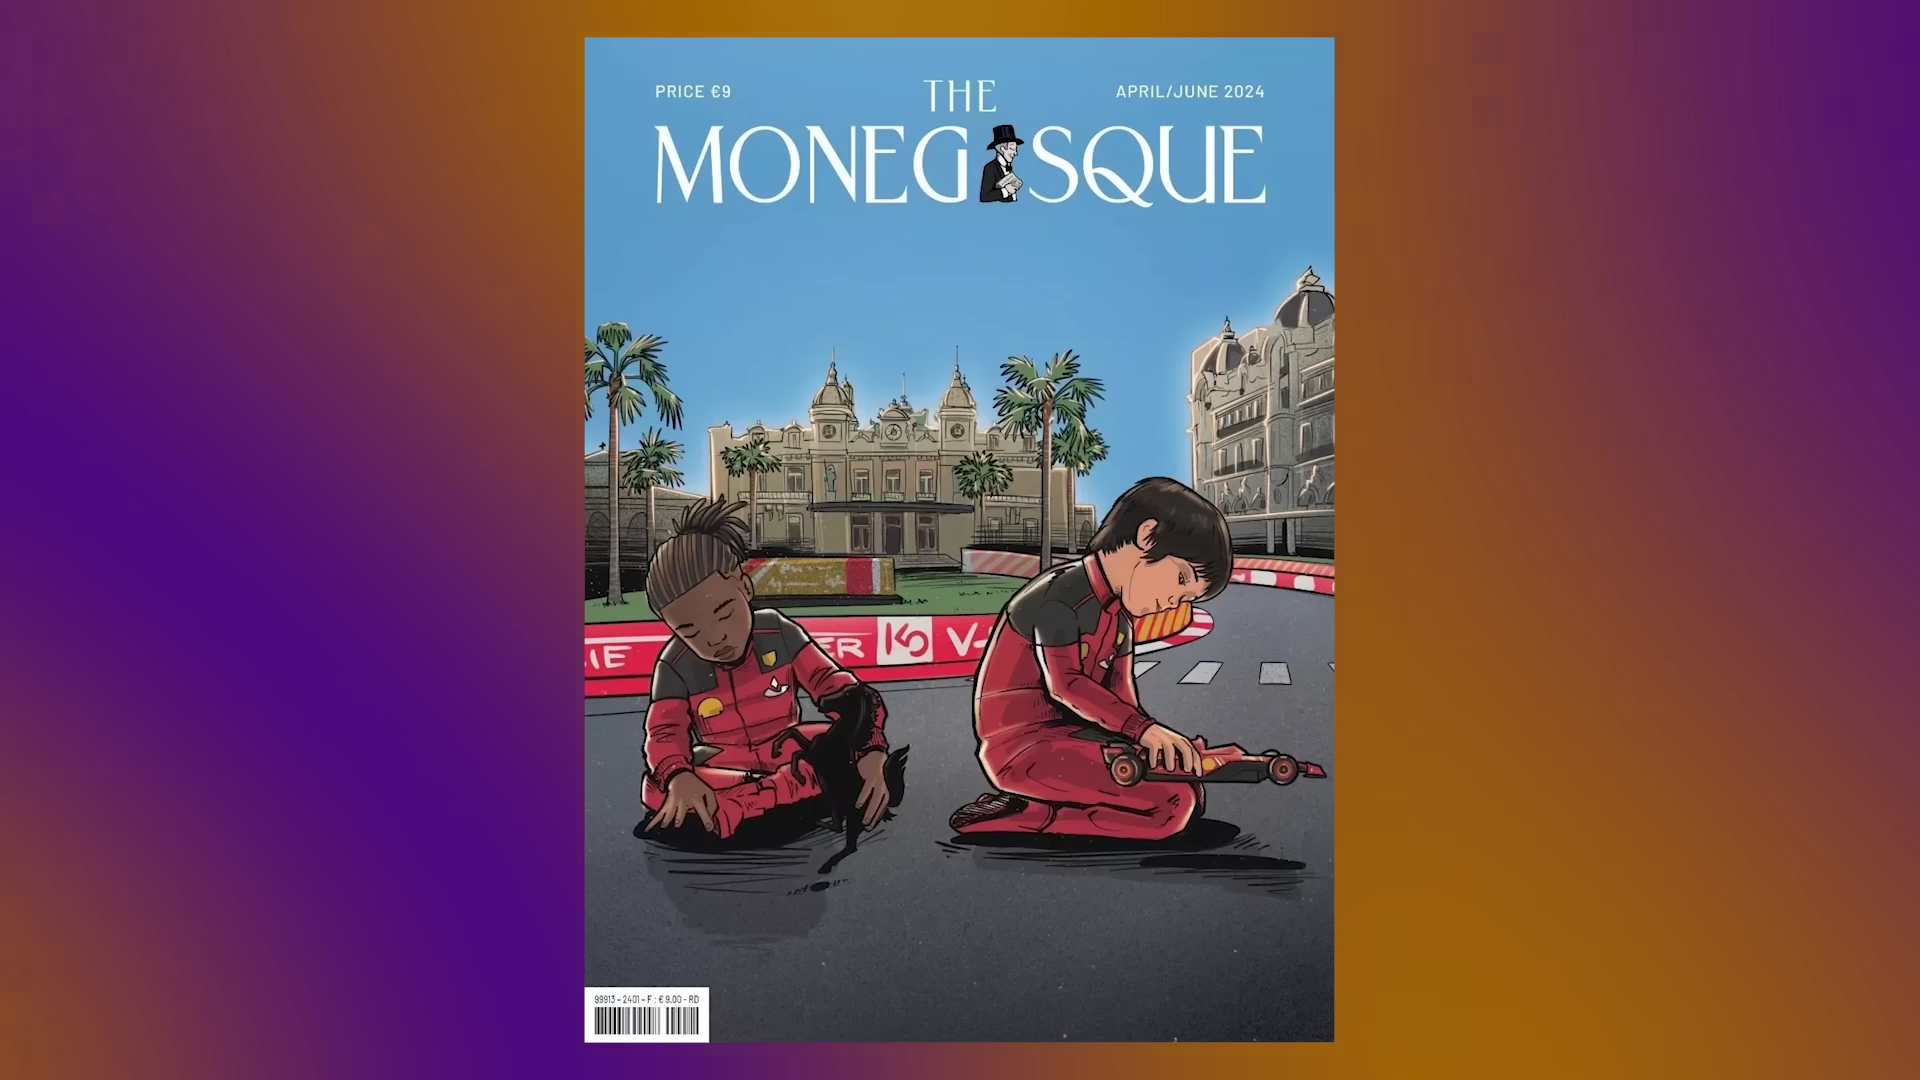 PRICE €9
THE
APRIL/JUNE 2024
MONEGASQUE
IE
ER
V-
99913 - 2401 - F : € 9,00 - RD